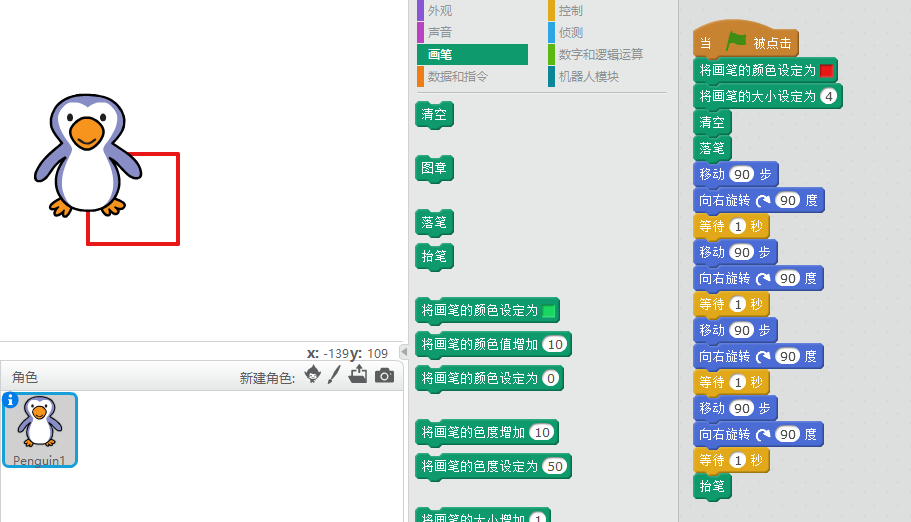 外观
控制
声音
侦测
画笔
数字和逻辑运算
数据和指令
机器人模块
清空
图章
落笔
抬笔
将画笔的颜色设定为
将画笔的颜色值增加 10
将画笔的颜色设定为 0
将画笔的色度增加 10
将画笔的色度设定为 50
将画笔的大小增加 1
x: -139 y: 109
角色
新建角色:
Penguin1
当 被点击
将画笔的颜色设定为
将画笔的大小设定为 4
清空
落笔
移动 90 步
向右旋转 90 度
等待 1 秒
移动 90 步
向右旋转 90 度
等待 1 秒
移动 90 步
向右旋转 90 度
等待 1 秒
移动 90 步
向右旋转 90 度
等待 1 秒
抬笔